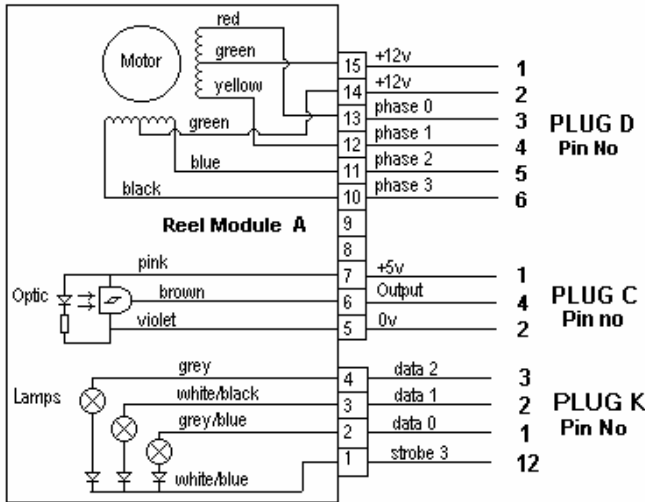 red
Motor
green
15 +12v 1
yellow
14 +12v 2
13 phase 0 3
PLUG D
green
12 phase 1 4
Pin No
blue
11 phase 2 5
black
10 phase 3 6
Reel Module A
9
8
pink
7 +5v 1
Optic
brown
6 Output 4
PLUG C
violet
5 0v 2
Pin no
grey
4 data 2 3
Lamps
white/black
3 data 1 2
PLUG K
grey/blue
2 data 0 1
Pin No
1 strobe 3 12
white/blue